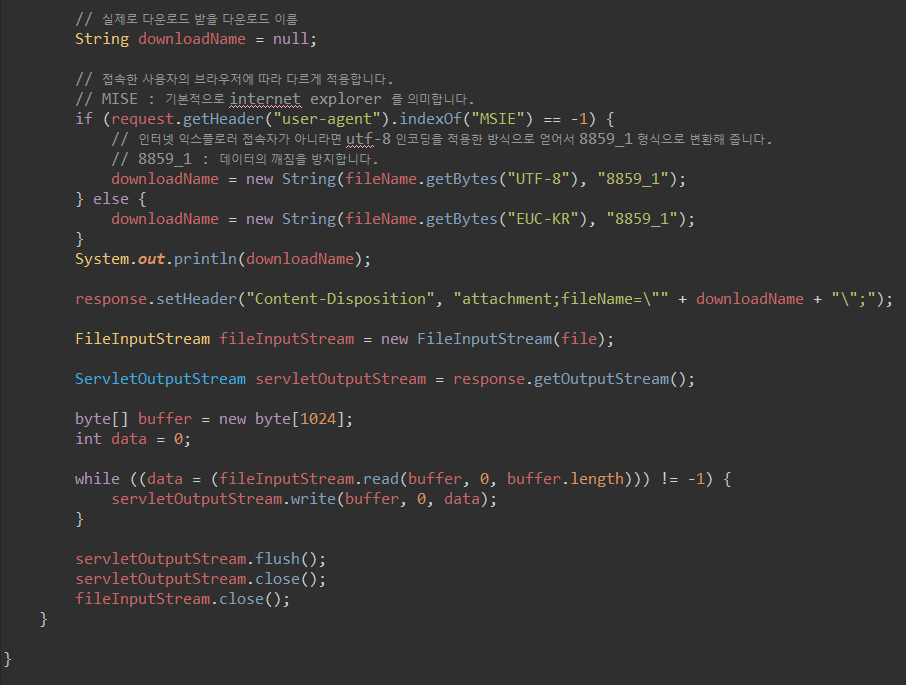 // 실제로 다운로드 받을 다운로드 이름
String downloadName = null;
// 접속한 사용자의 브라우저에 따라 다르게 적용합니다.
// MISE : 기본적으로 internet explorer 를 의미합니다.
if (request.getHeader("user-agent").indexOf("MSIE") == -1) {
// 인터넷 익스플로러 접속자가 아니라면 utf-8 인코딩을 적용한 방식으로 얻어서 8859_1 형식으로 변환해 줍니다.
// 8859_1 : 데이터의 깨짐을 방지합니다.
downloadName = new String(fileName.getBytes("UTF-8"), "8859_1");
} else {
downloadName = new String(fileName.getBytes("EUC-KR"), "8859_1");
}
System.out.println(downloadName);
response.setHeader("Content-Disposition", "attachment;fileName=\"" + downloadName + "\";");
FileInputStream fileInputStream = new FileInputStream(file);
ServletOutputStream servletOutputStream = response.getOutputStream();
byte[] buffer = new byte[1024];
int data = 0;
while ((data = (fileInputStream.read(buffer, 0, buffer.length))) != -1) {
servletOutputStream.write(buffer, 0, data);
}
servletOutputStream.flush();
servletOutputStream.close();
fileInputStream.close();
}
}